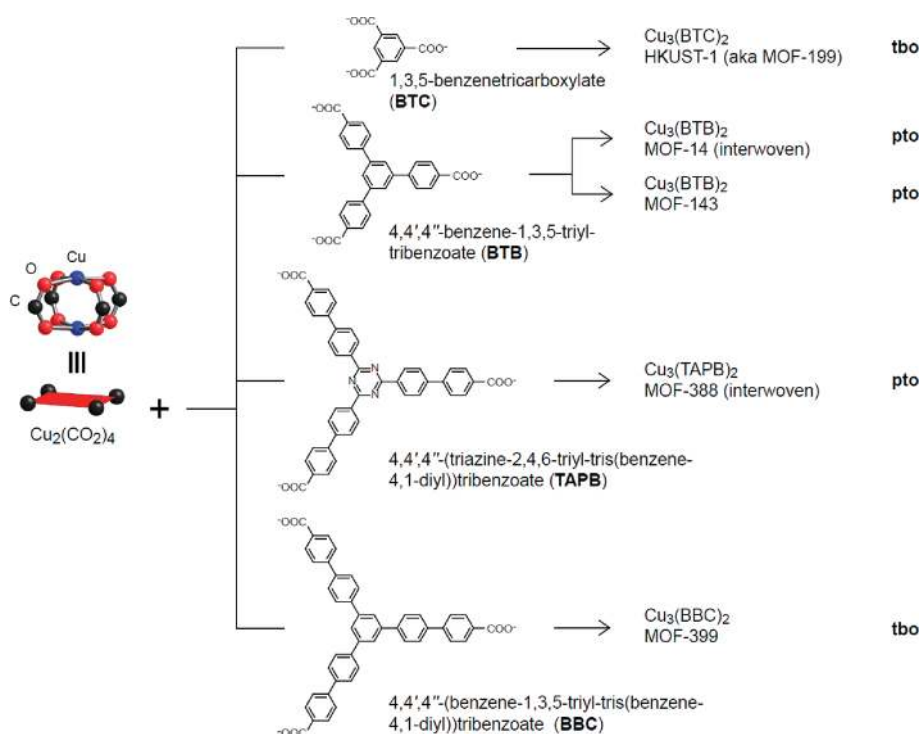 -OOC
COO-
-OOC
1,3,5-benzenetricarboxylate
(BTC)
Cu3(BTC)2
HKUST-1 (aka MOF-199)
tbo
-OOC
COO-
-OOC
4,4',4"-benzene-1,3,5-triyl-
tribenzoate (BTB)
Cu3(BTB)2
MOF-14 (interwoven)
pto
Cu3(BTB)2
MOF-143
pto
O
Cu
C
III
Cu2(CO2)4
+
-OOC
N
N
N
COO-
-OOC
4,4',4"-(triazine-2,4,6-triyl-tris(benzene-
4,1-diyl))tribenzoate (TAPB)
Cu3(TAPB)2
MOF-388 (interwoven)
pto
-OOC
COO-
-OOC
4,4',4"-(benzene-1,3,5-triyl-tris(benzene-
4,1-diyl))tribenzoate (BBC)
Cu3(BBC)2
MOF-399
tbo